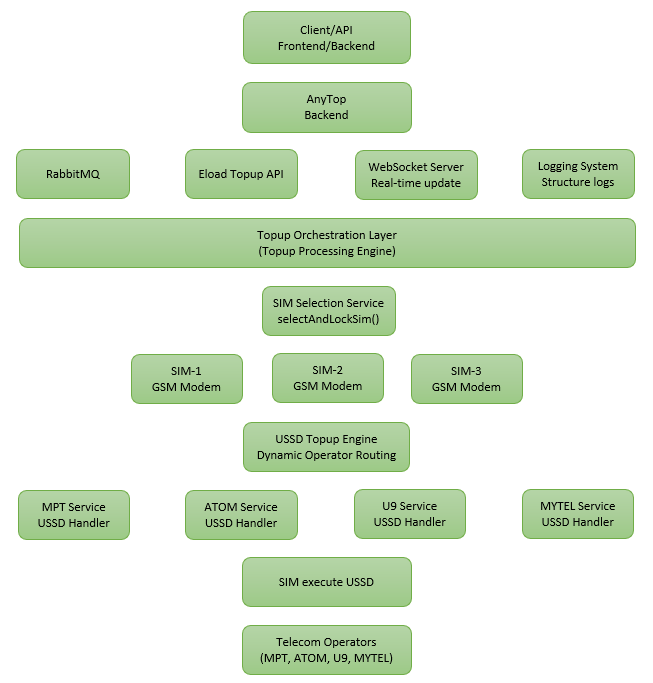 Client/API
Frontend/Backend
AnyTop
Backend
RabbitMQ
Eload Topup API
WebSocket Server
Real-time update
Logging System
Structure logs
Topup Orchestration Layer
(Topup Processing Engine)
SIM Selection Service
selectAndLockSim()
SIM-1
GSM Modem
SIM-2
GSM Modem
SIM-3
GSM Modem
USSD Topup Engine
Dynamic Operator Routing
MPT Service
USSD Handler
ATOM Service
USSD Handler
U9 Service
USSD Handler
MYTEL Service
USSD Handler
SIM execute USSD
Telecom Operators
(MPT, ATOM, U9, MYTEL)